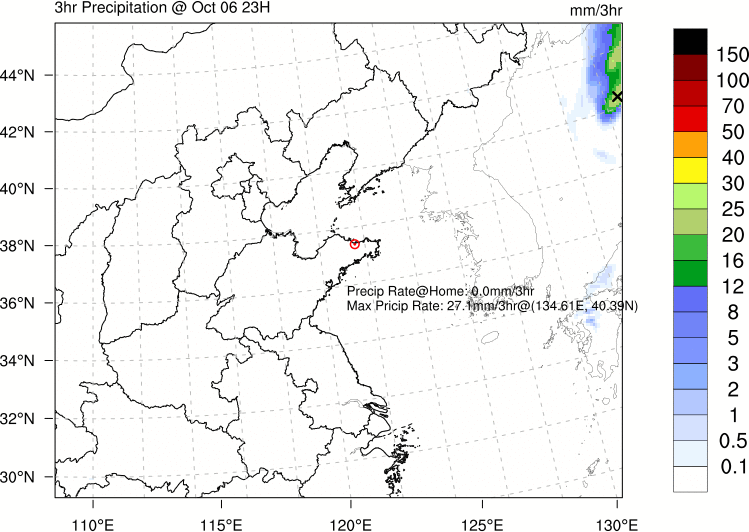 3hr Precipitation @ Oct 06 23H
mm/3hr
44°N
42°N
40°N
38°N
36°N
34°N
32°N
30°N
110°E
115°E
120°E
125°E
130°E
Precip Rate@Home: 0.0mm/3hr
Max Pricip Rate: 27.1mm/3hr@(134.61E, 40.39N)
150
100
70
50
40
30
25
20
16
12
8
5
3
2
1
0.5
0.1